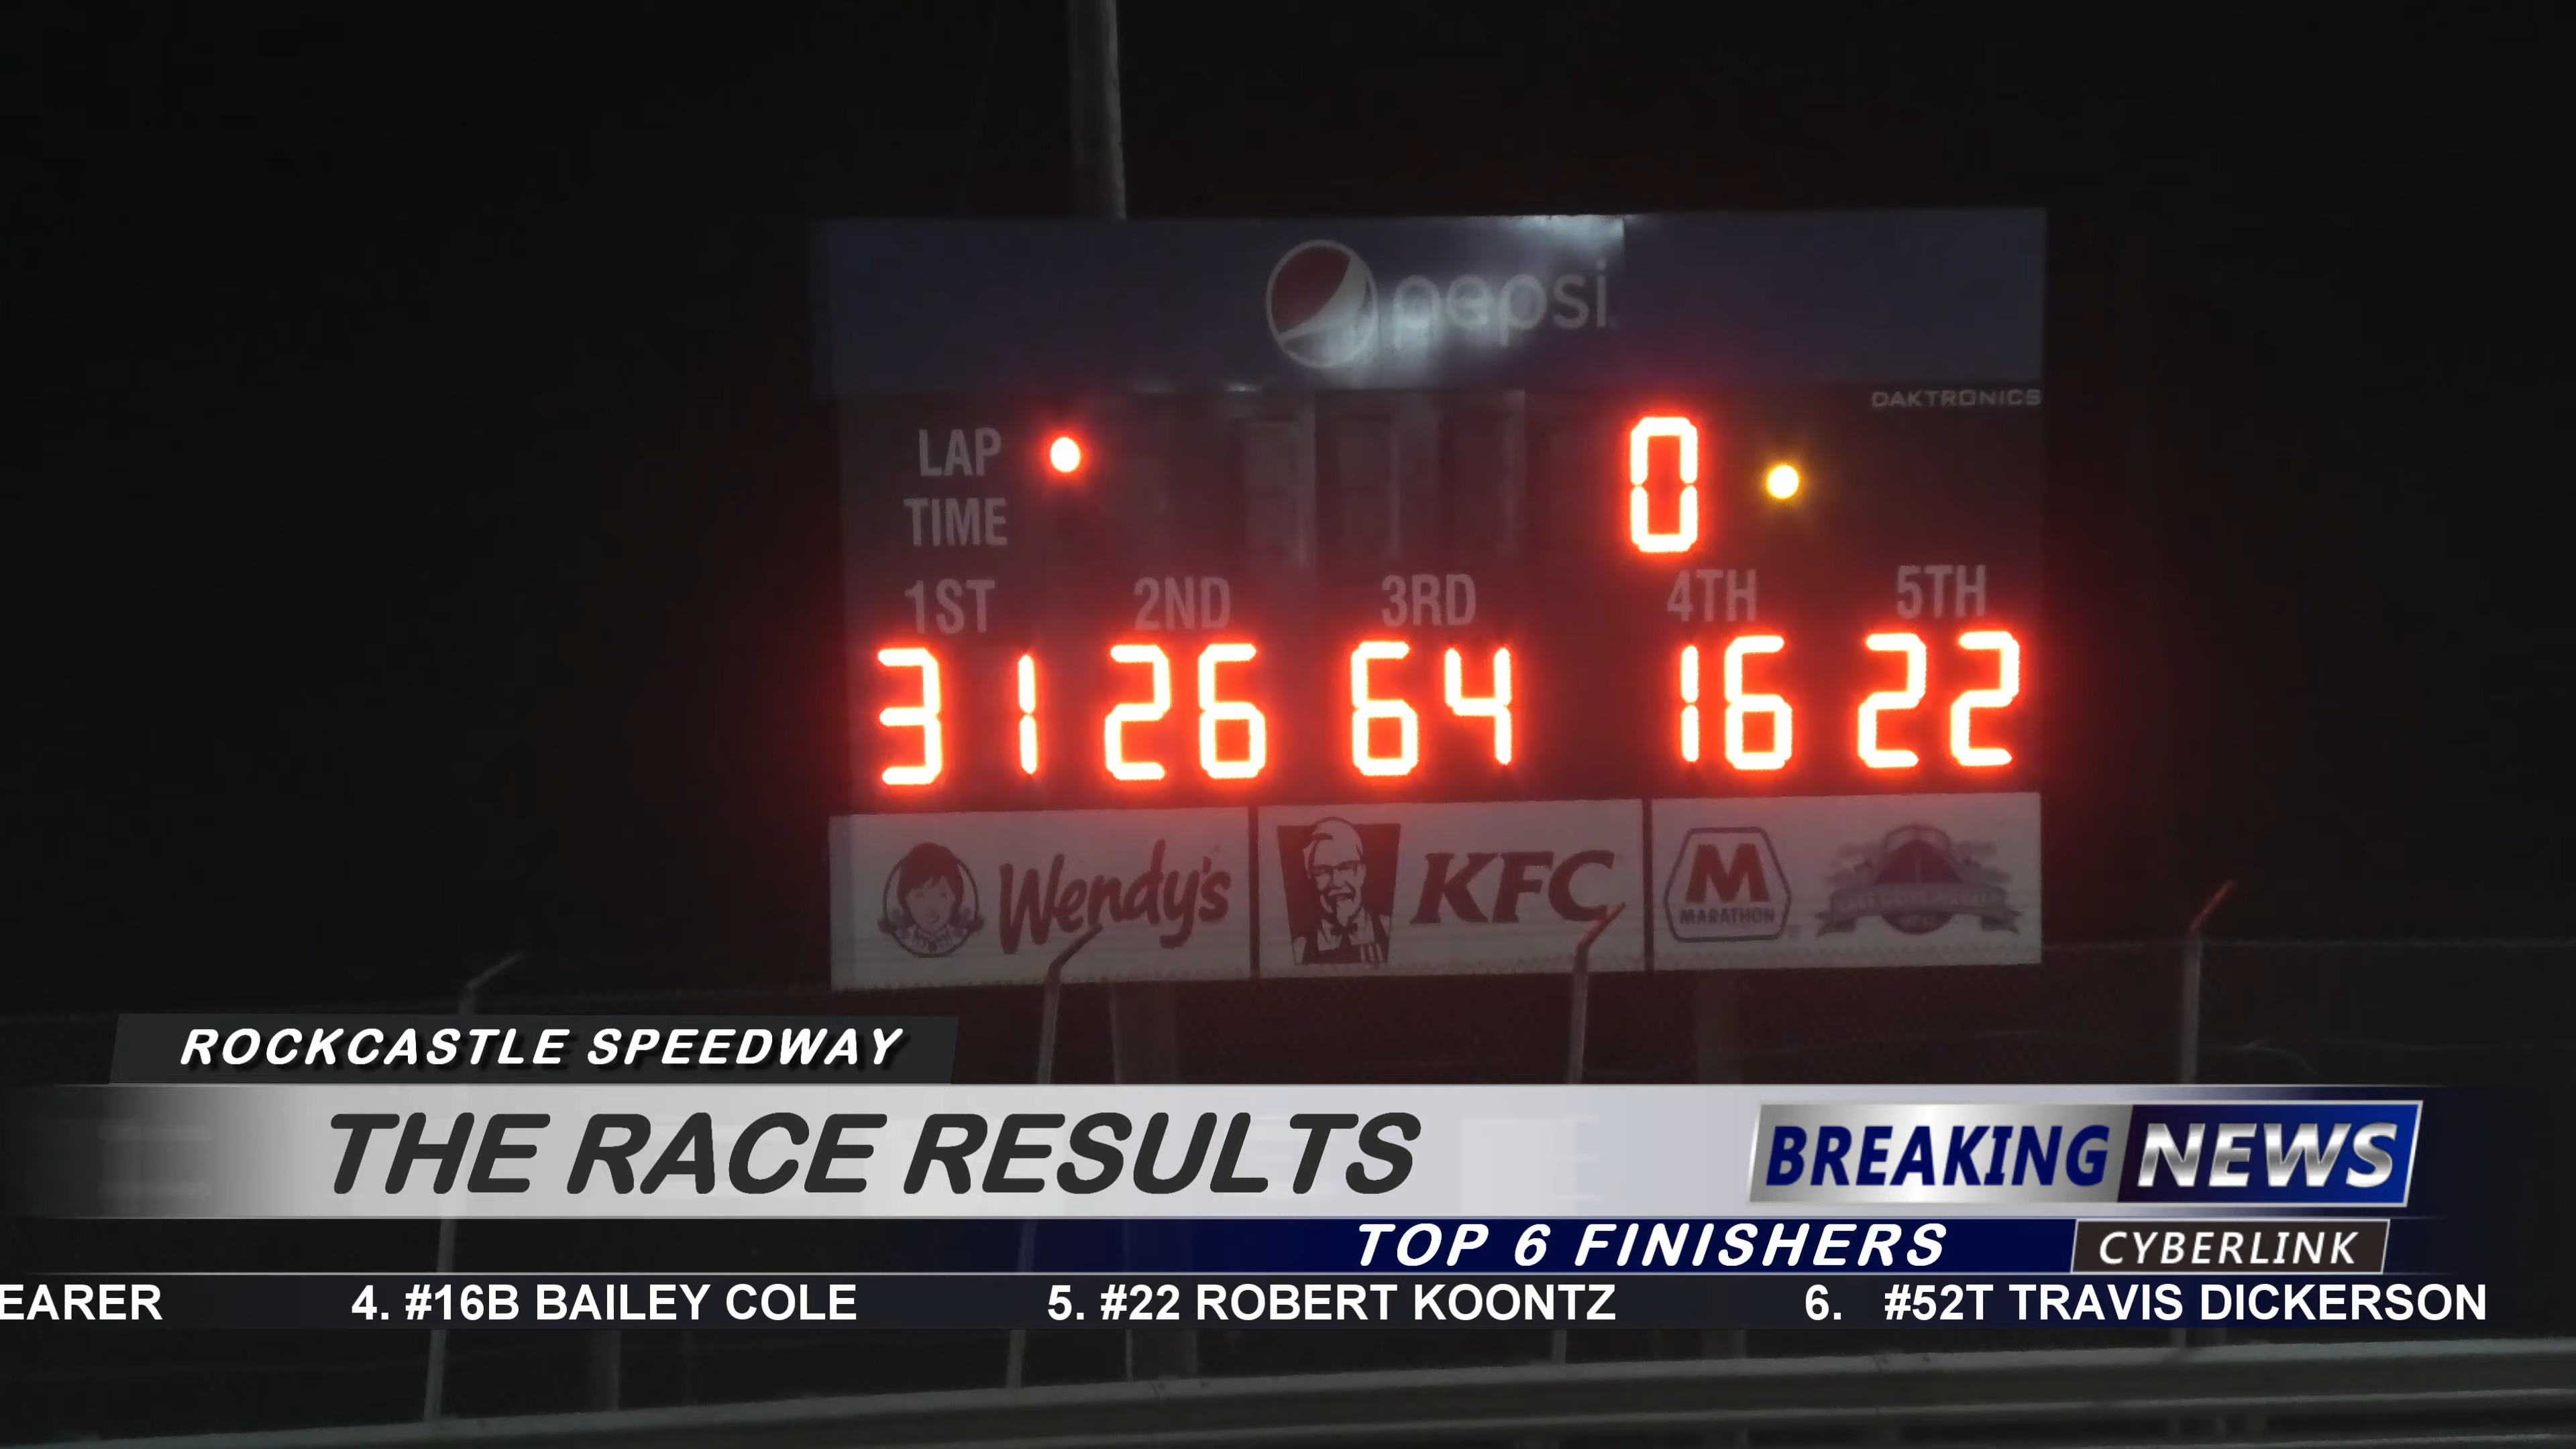 pepsi
DAKTRONICS
LAP
TIME
0
1ST 2ND 3RD 4TH 5TH
31 26 64 16 22
Wendy's KFC M MARATHON
ROCKCASTLE SPEEDWAY
THE RACE RESULTS
BREAKING NEWS
TOP 6 FINISHERS
CYBERLINK
EARER 4. #16B BAILEY COLE 5. #22 ROBERT KOONTZ 6. #52T TRAVIS DICKERSON